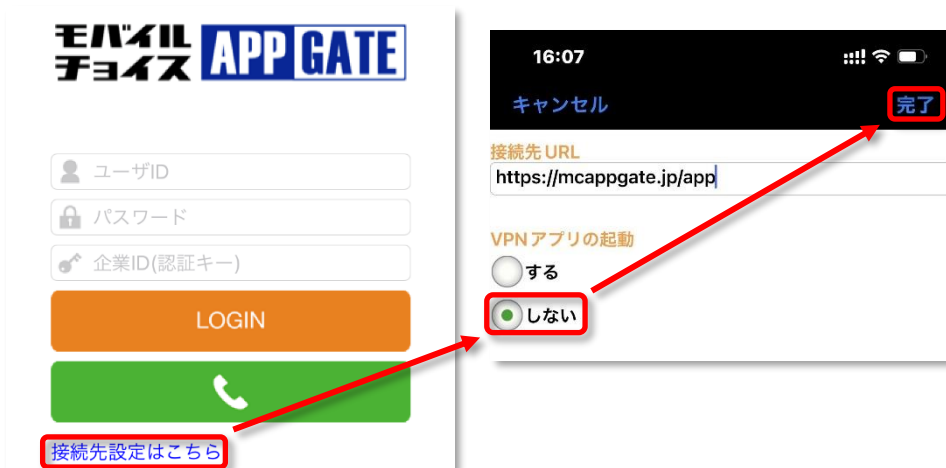 モバイル
チョイス APP GATE
ユーザID
パスワード
企業ID(認証キー)
LOGIN
接続先設定はこちら
16:07
キャンセル 完了
接続先URL
https://mcappgate.jp/app
VPNアプリの起動
する
しない